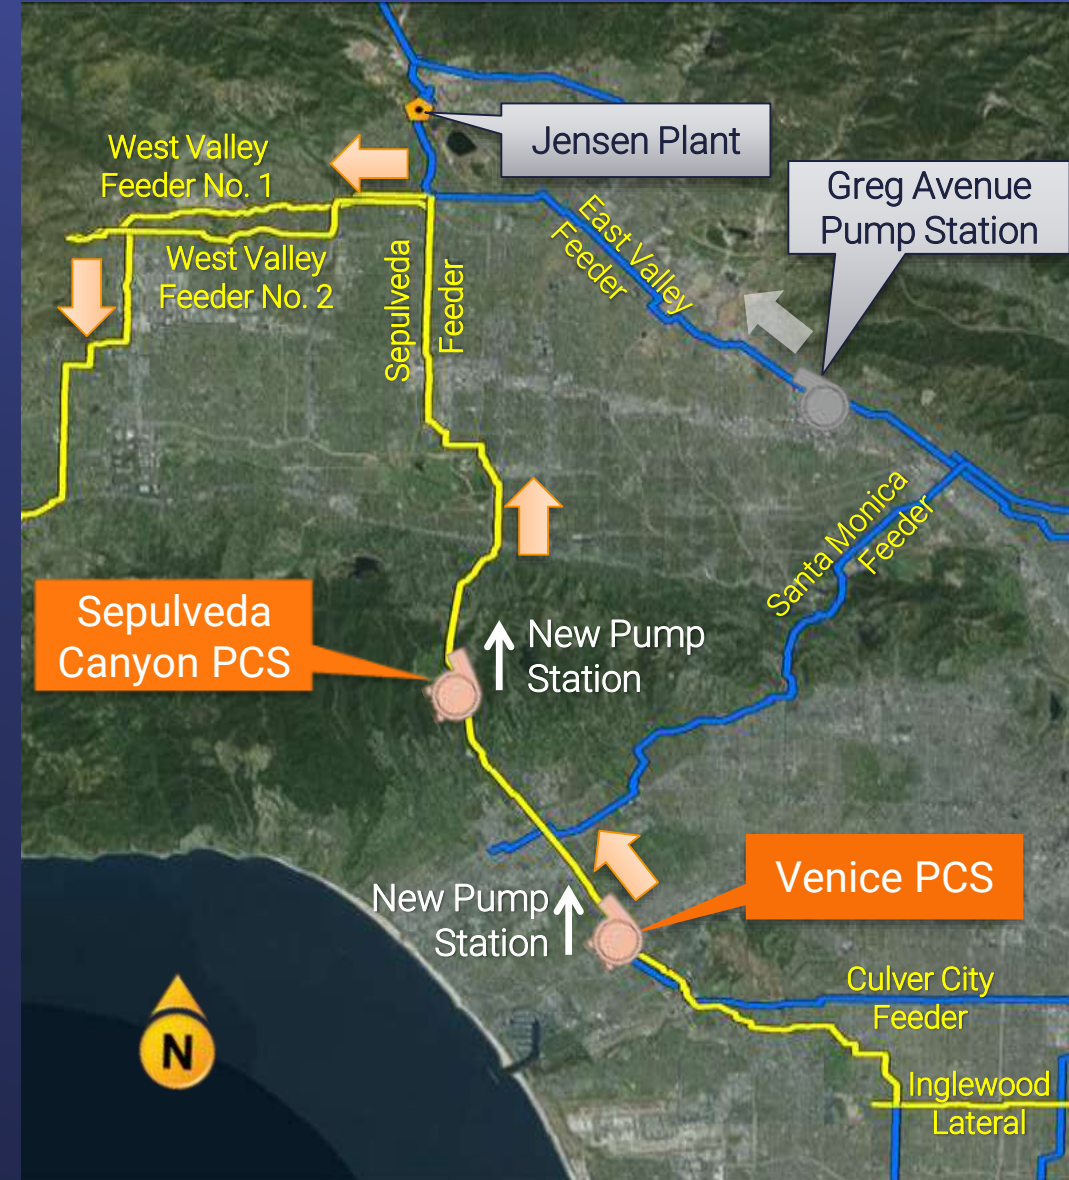 Jensen Plant
West Valley
Feeder No. 1
Greg Avenue
Pump Station
East Valley
Feeder
West Valley
Feeder No. 2
Sepulveda
Feeder
Santa Monica
Feeder
Sepulveda
Canyon PCS
New Pump
Station
Venice PCS
New Pump
Station
Culver City
Feeder
Inglewood
Lateral
N